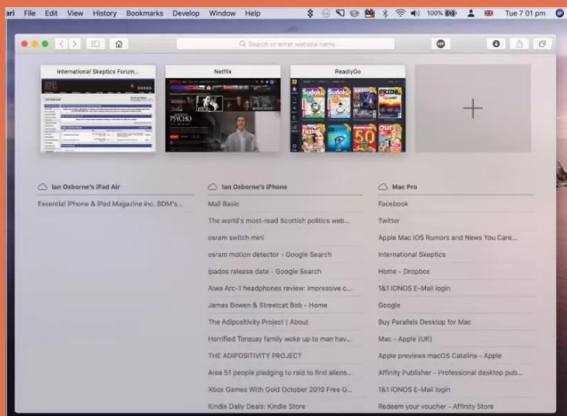 ari File Edit View History Bookmarks Develop Window Help 100% Tue 7 01 pm
Search or enter website name
International Skeptics Forum...
Netflix
ReadlyGo
PSYCHO
Sudoku
50
Ian Osborne's iPad Air
Essential iPhone & iPad Magazine inc. BDM's...
Ian Osborne's iPhone
Mail Basic
The world's most-read Scottish politics web...
osram switch mini
osram motion detector - Google Search
ipados release date - Google Search
Aiwa Arc-1 headphones review: Impressive c...
James Bowen & Streetcat Bob - Home
The Adipositivity Project | About
Horrified Torquay family woke up to man hav...
THE ADIPOSITIVITY PROJECT
Area 51 people pledging to raid to find aliens...
Xbox Games With Gold October 2019 Free G...
Kindle Daily Deals: Kindle Store
Mac Pro
Facebook
Twitter
Apple Mac iOS Rumors and News You Care...
International Skeptics
Home - Dropbox
1&1 IONOS E-Mail login
Google
Buy Parallels Desktop for Mac
Mac - Apple (UK)
Apple previews macOS Catalina - Apple
Affinity Publisher - Professional desktop pub...
1&1 IONOS E-Mail login
Redeem your voucher - Affinity Store